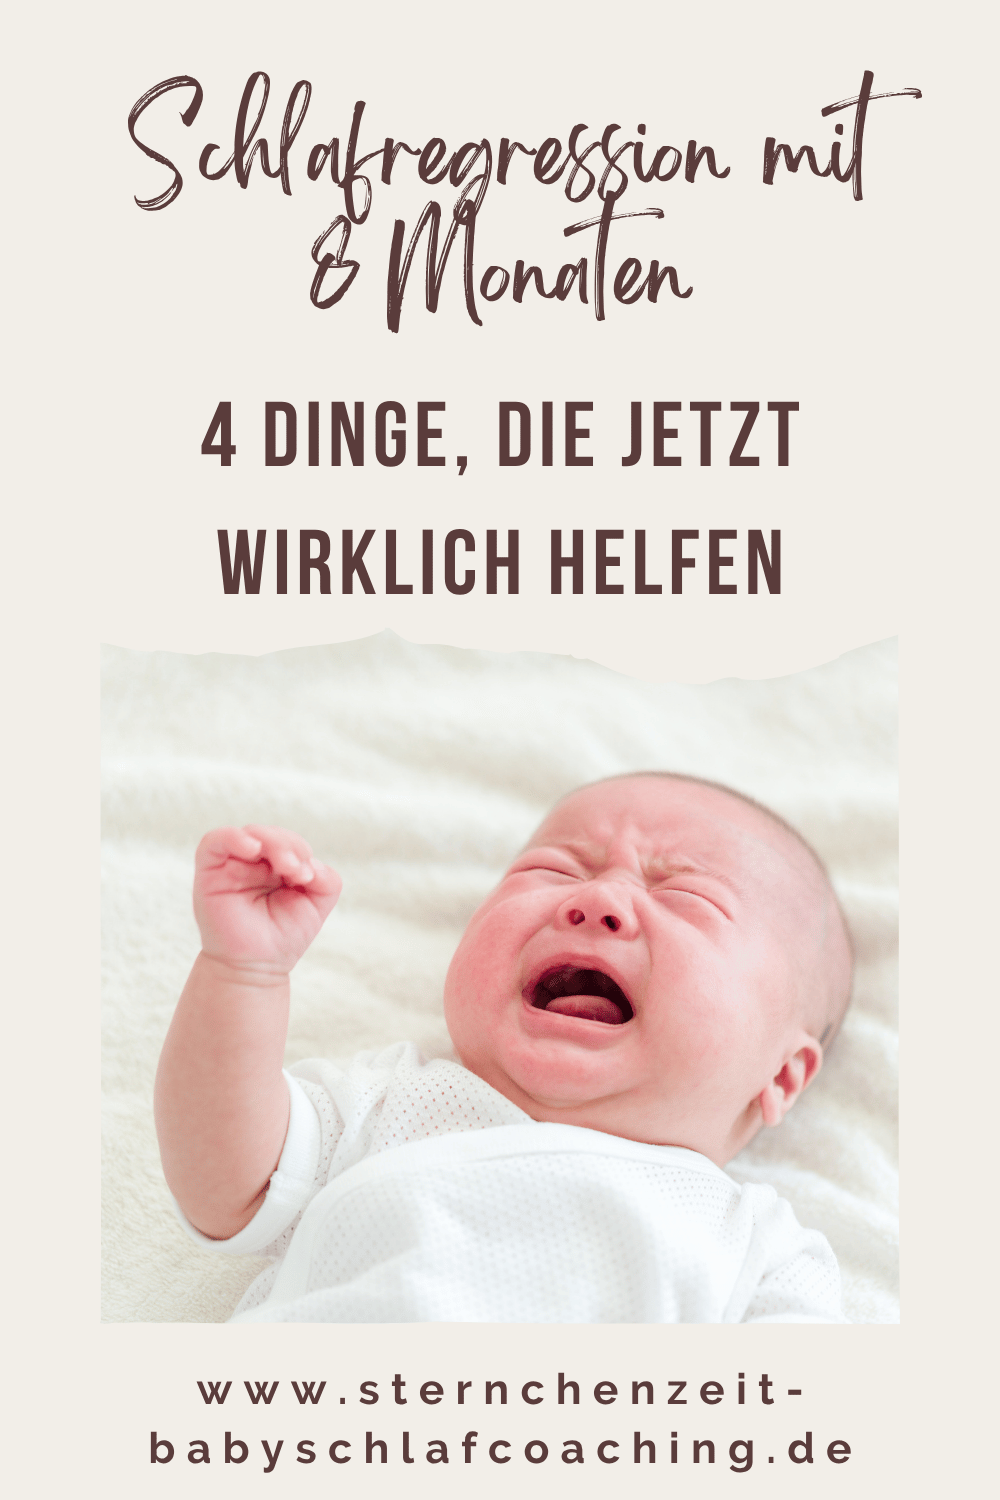 Schlafregression mit
8 Monaten
4 DINGE, DIE JETZT
WIRKLICH HELFEN
www.sternchenzeit-
babyschlafcoaching.de